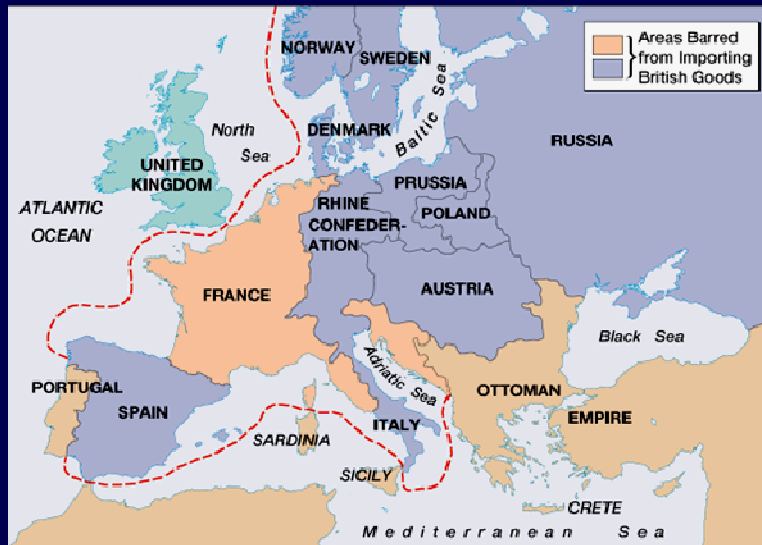 Areas Barred
from Importing
British Goods
NORWAY
SWEDEN
North
Sea
DENMARK
Baltic Sea
RUSSIA
UNITED
KINGDOM
PRUSSIA
RHINE
CONFEDER-
ATION
POLAND
ATLANTIC
OCEAN
FRANCE
AUSTRIA
Black Sea
Adriatic Sea
PORTUGAL
SPAIN
OTTOMAN
EMPIRE
ITALY
SARDINIA
SICILY
CRETE
Mediterranean Sea